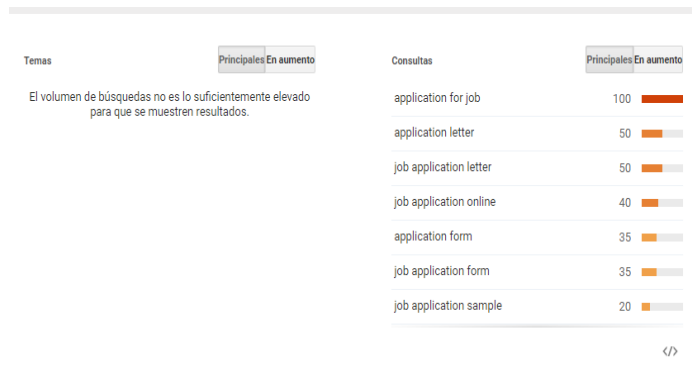 Temas
Principales En aumento
El volumen de búsquedas no es lo suficientemente elevado
para que se muestren resultados.
Consultas
Principales En aumento
application for job 100
application letter 50
job application letter 50
job application online 40
application form 35
job application form 35
job application sample 20
</>